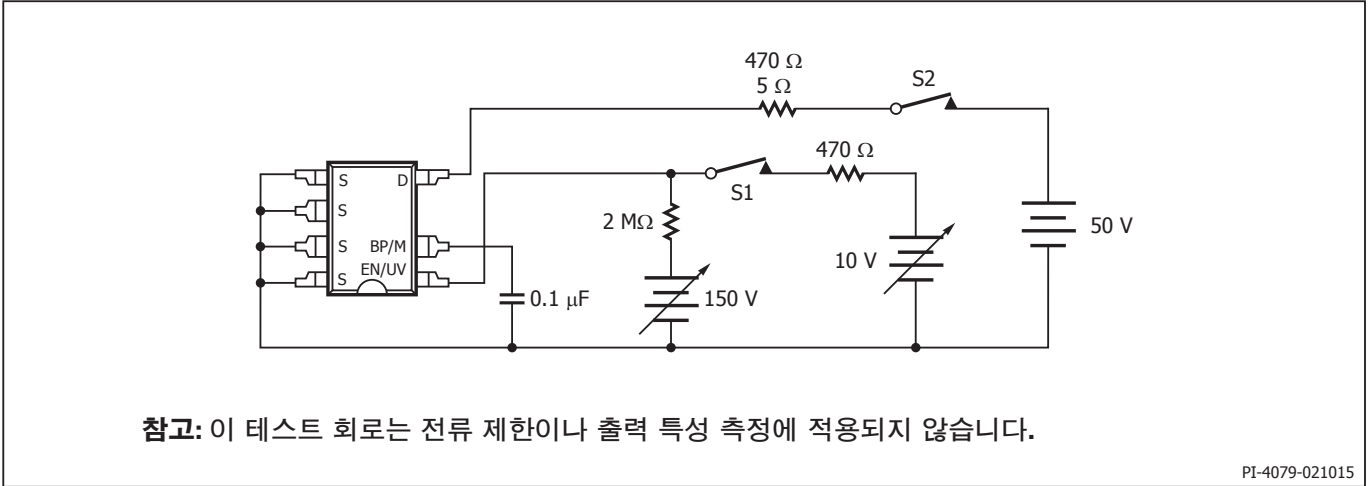 470 Ω
5 Ω
S2
470 Ω
S1
S
D
S
S
BP/M
EN/UV
S
2 MΩ
10 V
50 V
0.1 μF
150 V
참고: 이 테스트 회로는 전류 제한이나 출력 특성 측정에 적용되지 않습니다.
PI-4079-021015